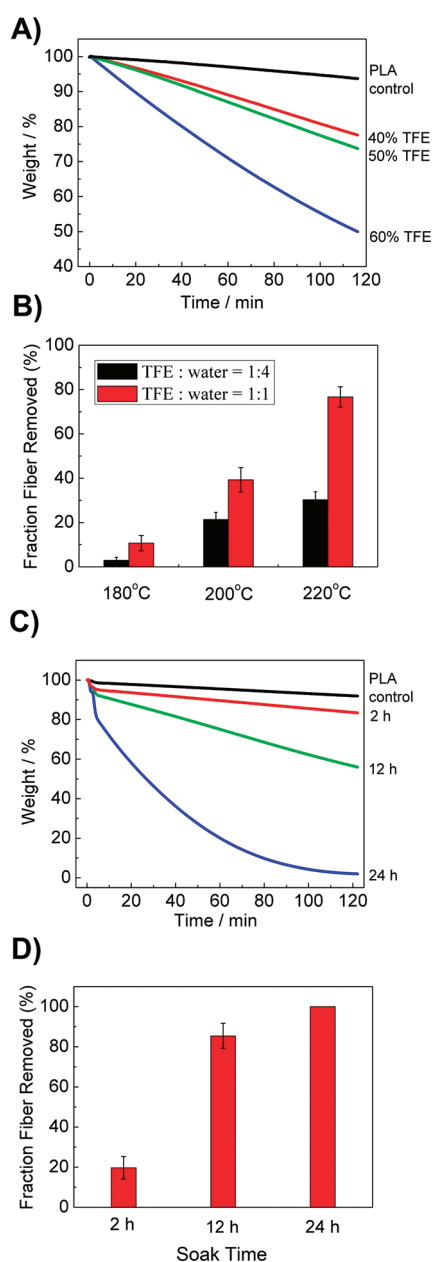 A)
Weight / %
100
90
80
70
60
50
40
PLA
control
40% TFE
50% TFE
60% TFE
0 20 40 60 80 100 120
Time / min
B)
Fraction Fiber Removed (%)
100
80
60
40
20
0
TFE : water = 1:4
TFE : water = 1:1
180°C 200°C 220°C
C)
Weight / %
100
80
60
40
20
0
PLA
control
2 h
12 h
24 h
0 20 40 60 80 100 120
Time / min
D)
Fraction Fiber Removed (%)
100
80
60
40
20
0
2 h 12 h 24 h
Soak Time